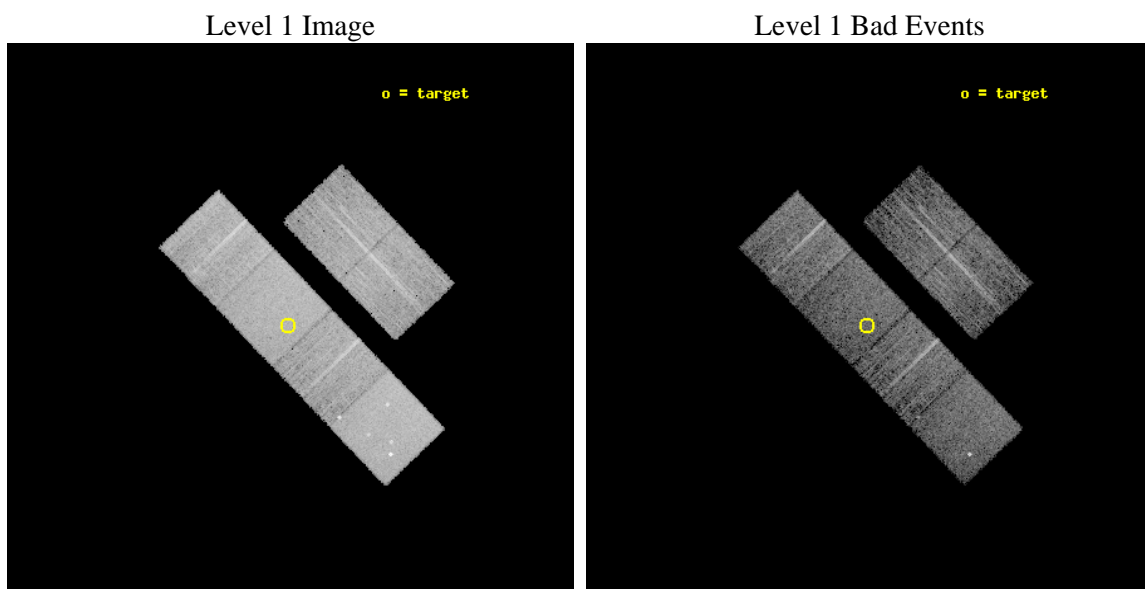 Level 1 Image
Level 1 Bad Events
o = target
o = target